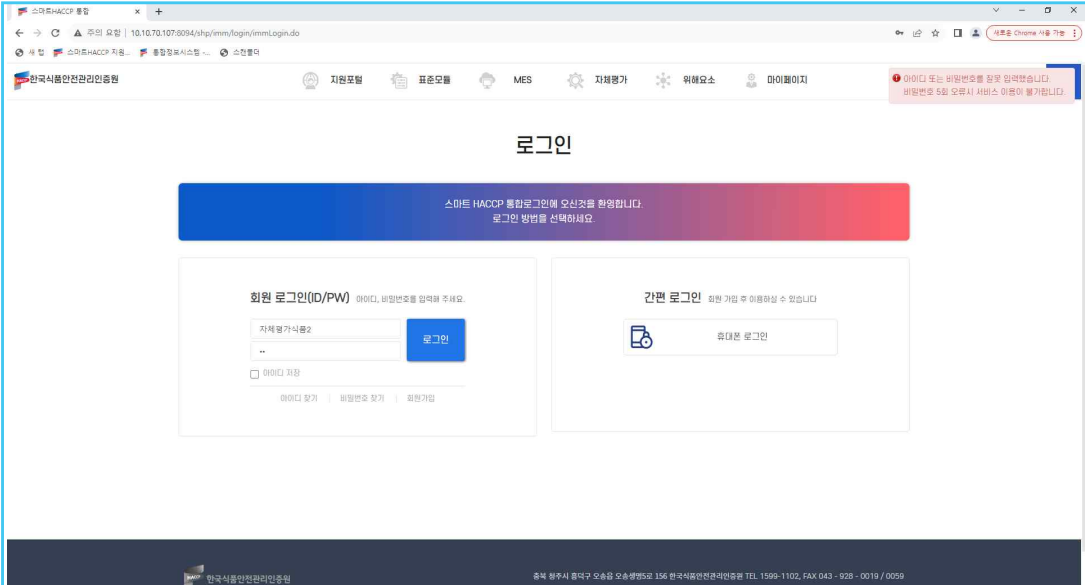 스마트HACCP 통합
주의 요함 10.10.70.107:8094/shp/imm/login/immLogin.do
새로운 Chrome 사용 가능
새 탭 스마트HACCP 지원... 통합정보시스템 -... 스캔폴더
한국식품안전관리인증원
지원포털 표준모듈 MES 자체평가 위해요소 마이페이지
아이디 또는 비밀번호를 잘못 입력했습니다.
비밀번호 5회 오류시 서비스 이용이 불가합니다.
로그인
스마트 HACCP 통합로그인에 오신것을 환영합니다.
로그인 방법을 선택하세요.
회원 로그인(ID/PW) 아이디, 비밀번호를 입력해 주세요.
자체평가식품2
••
로그인
아이디 저장
아이디 찾기 | 비밀번호 찾기 | 회원가입
간편 로그인 회원 가입 후 이용하실 수 있습니다
휴대폰 로그인
HACCP 한국식품안전관리인증원
충북 청주시 흥덕구 오송읍 오송생명5로 156 한국식품안전관리인증원 TEL 1599-1102, FAX 043 - 928 - 0019 / 0059